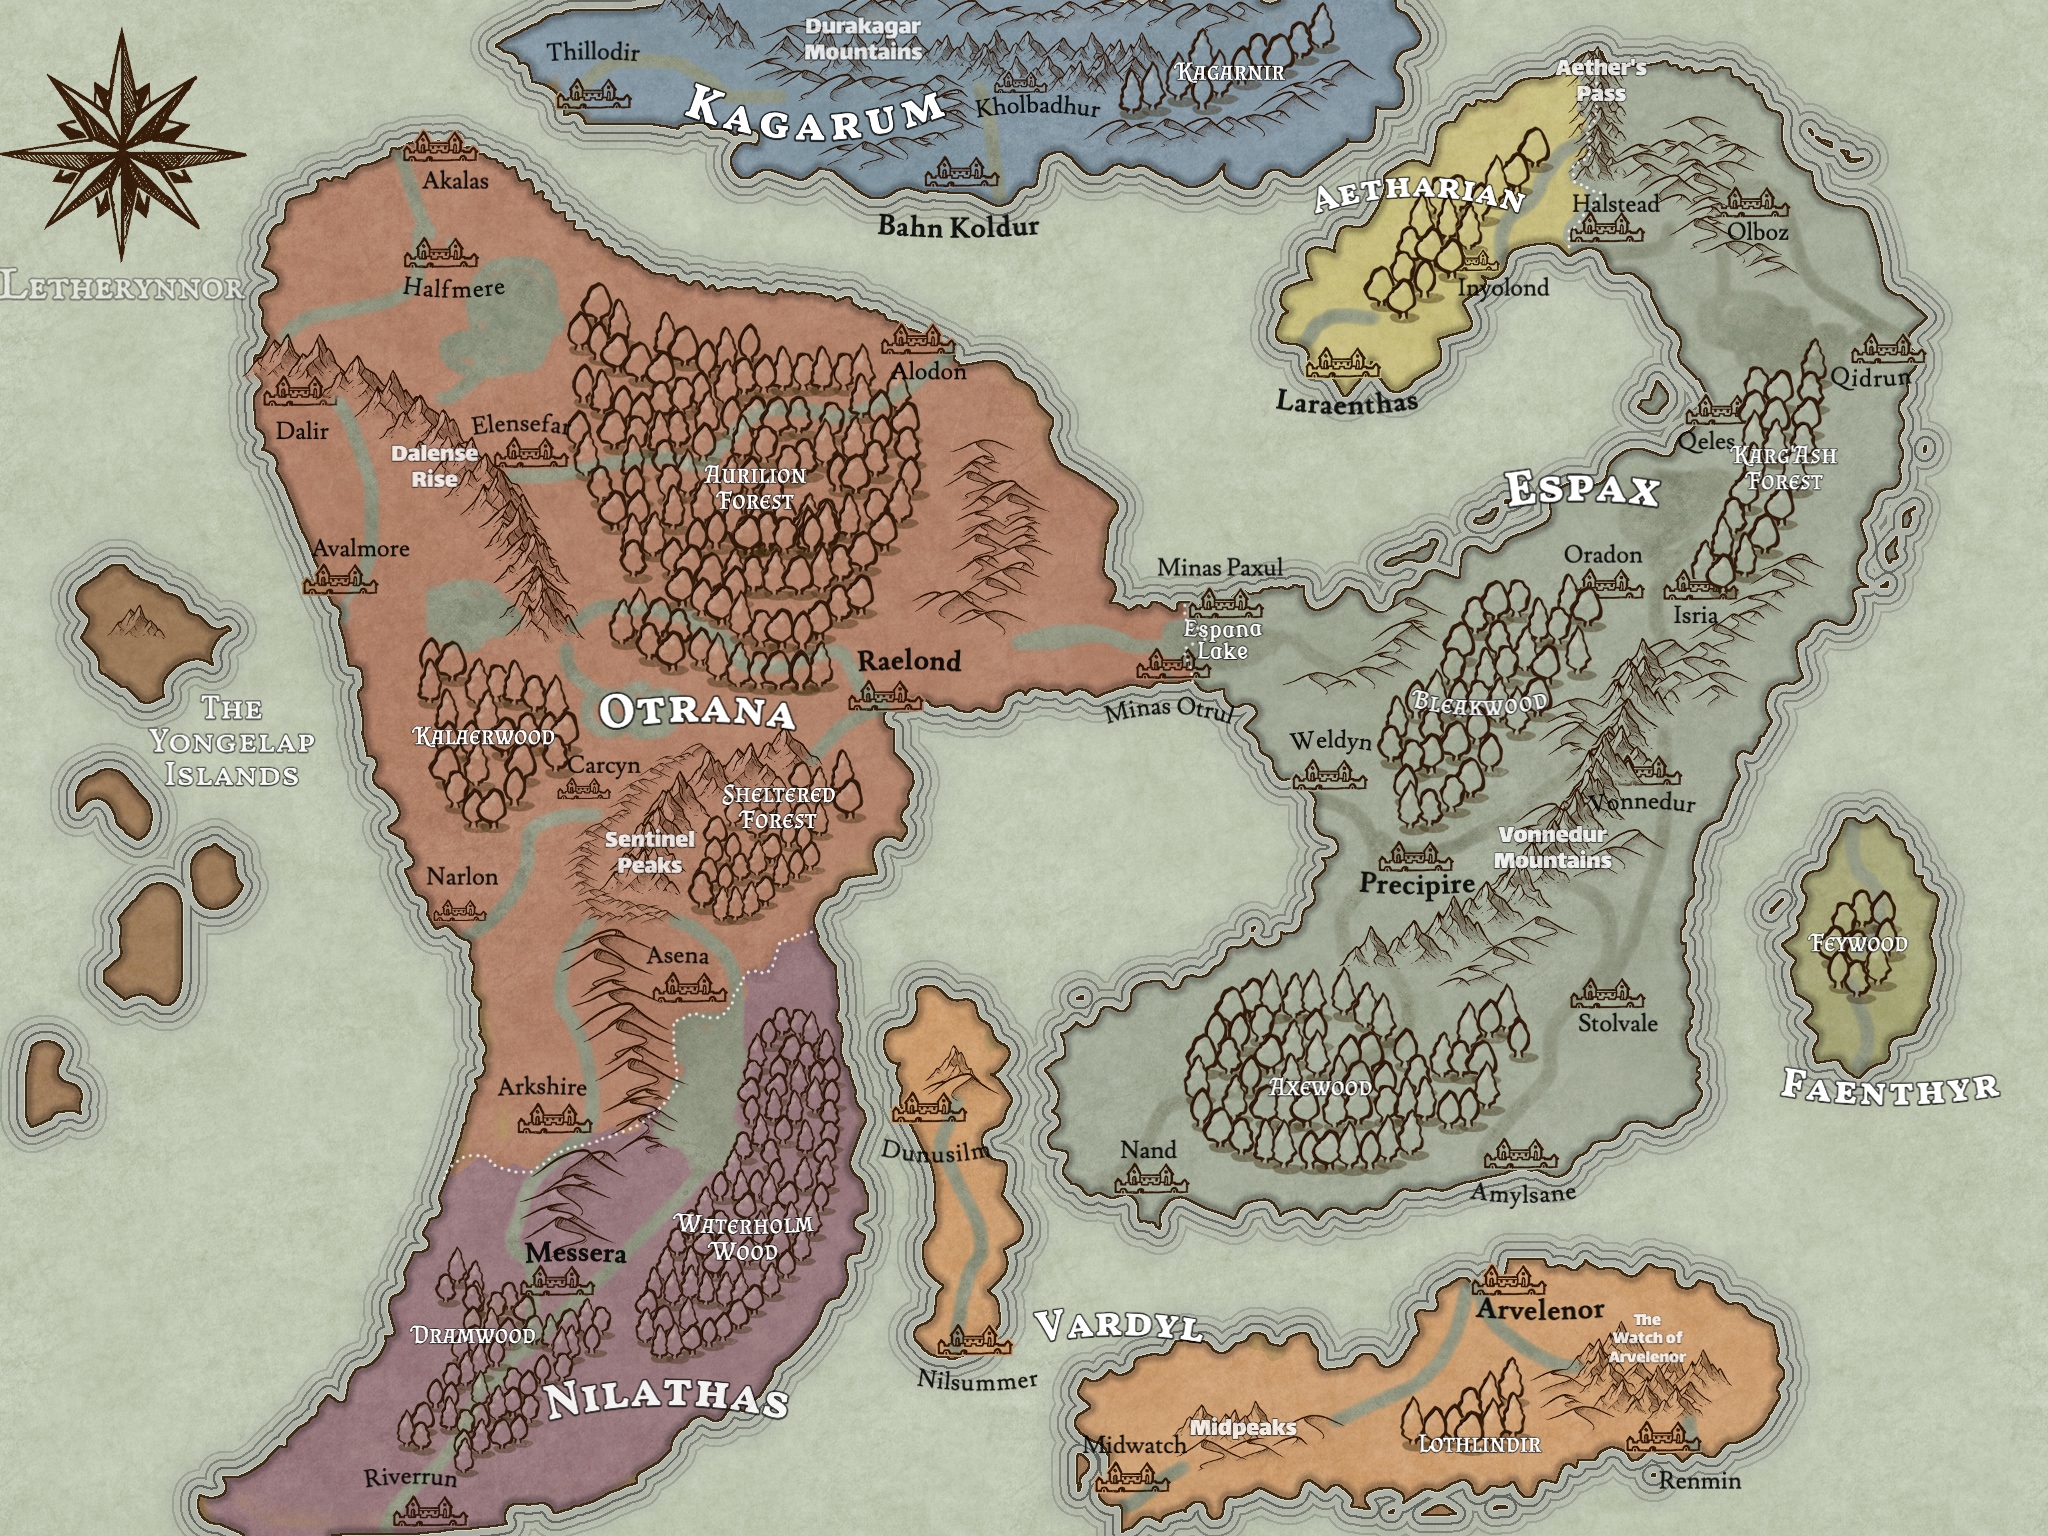 Durakagar
Mountains
Thillodir
KAGARNIR
KAGARUM
Kholbadhur
Bahn Koldur
Aether's
Pass
AETHARIAN
Halstead
Olboz
Invölond
Laraenthas
Qidrun
Qeles
KARG'ASH
FOREST
ESPAX
Akalas
Halfmere
LETHERYNNOR
Alodon
Dalir
Elensefar
Dalense
Rise
AURILION
FOREST
Avalmore
Minas Paxul
Oradon
Isria
Espana
Lake
Raelond
Minas Otrul
OTRANA
KALAERWOOD
THE
YONGELAP
ISLANDS
BLEAKWOOD
Weldyn
Carcyn
SHELTERED
FOREST
Sentinel
Peaks
Vonnedur
Vonnedur
Mountains
Precipire
Narlon
FEYWOOD
Asena
Stolvale
Arkshire
AXEWOOD
FAENTHYR
Dunusilm
Nand
Amylsane
WATERHOLM
WOOD
Messera
DRAMWOOD
Nilsummer
VARDYL
Arvelenor
The
Watch of
Arvelenor
NILATHAS
Midpeaks
Midwatch
LOTHLINDIR
Riverrun
Renmin